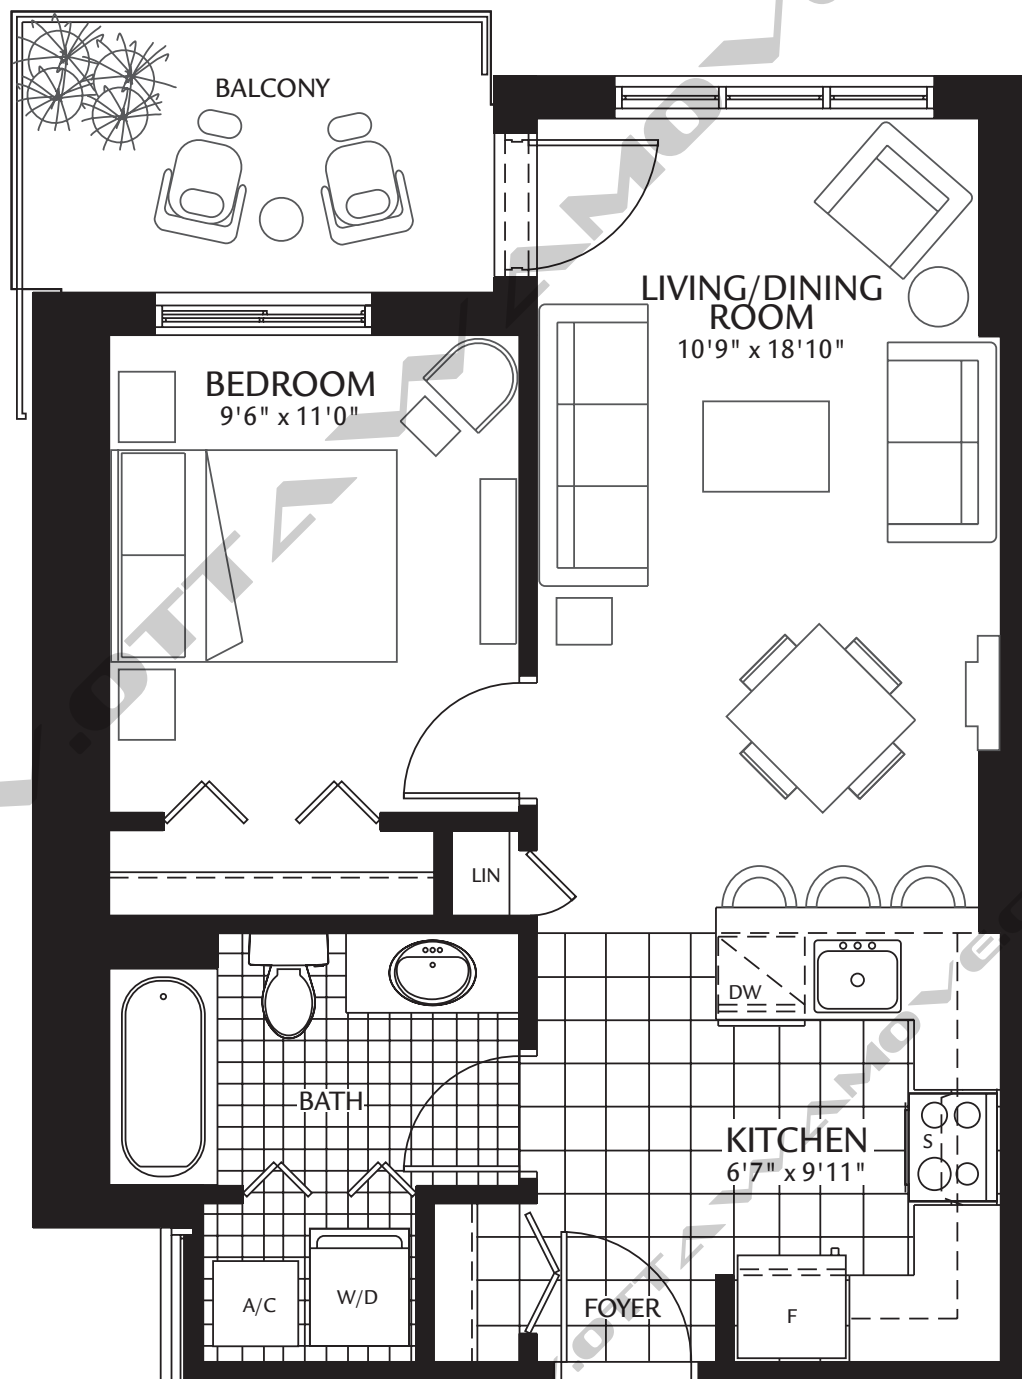 BALCONY
LIVING/DINING
ROOM
10'9" x 18'10"
BEDROOM
9'6" x 11'0"
LIN
DW
BATH
KITCHEN
6'7" x 9'11"
S
A/C
W/D
FOYER
F